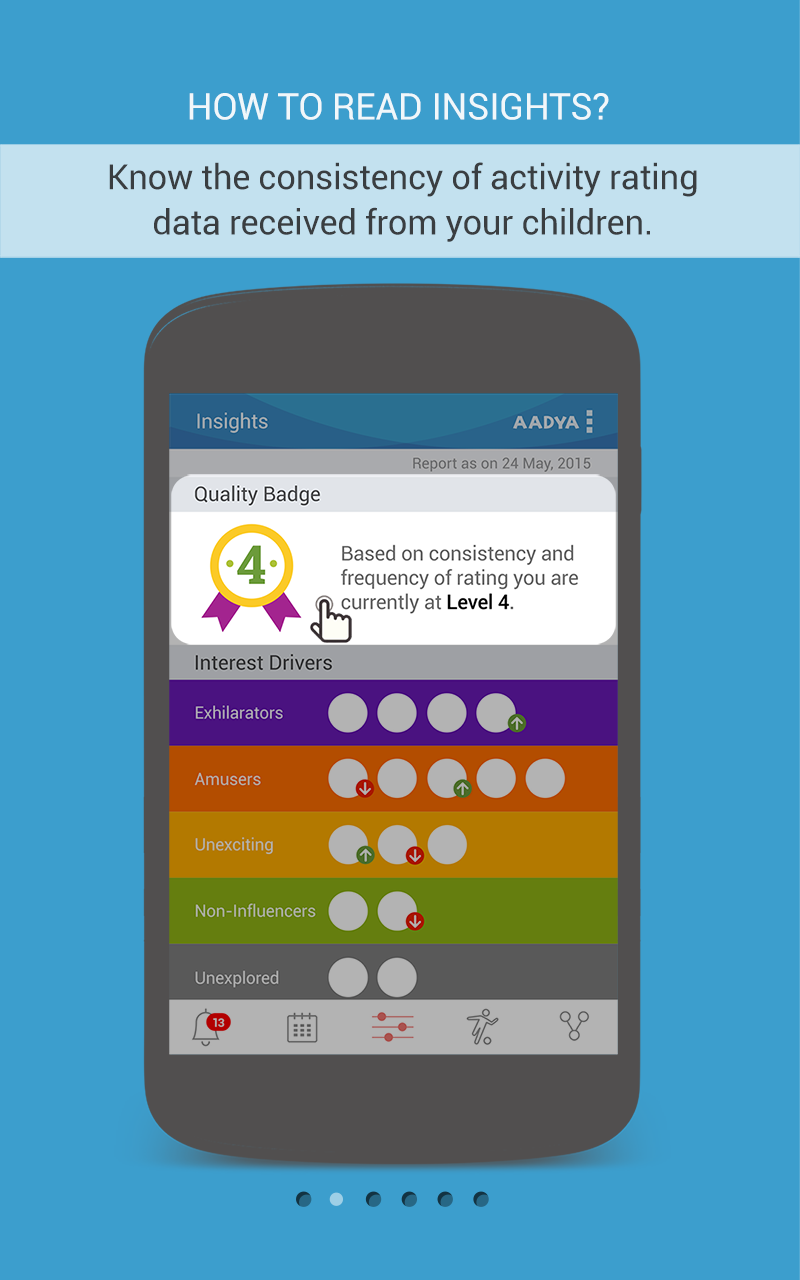 HOW TO READ INSIGHTS?
Know the consistency of activity rating
data received from your children.
Insights
AADYA
Report as on 24 May, 2015
Quality Badge
4
Based on consistency and
frequency of rating you are
currently at Level 4.
Interest Drivers
Exhilarators
Amusers
Unexciting
Non-Influencers
Unexplored
13